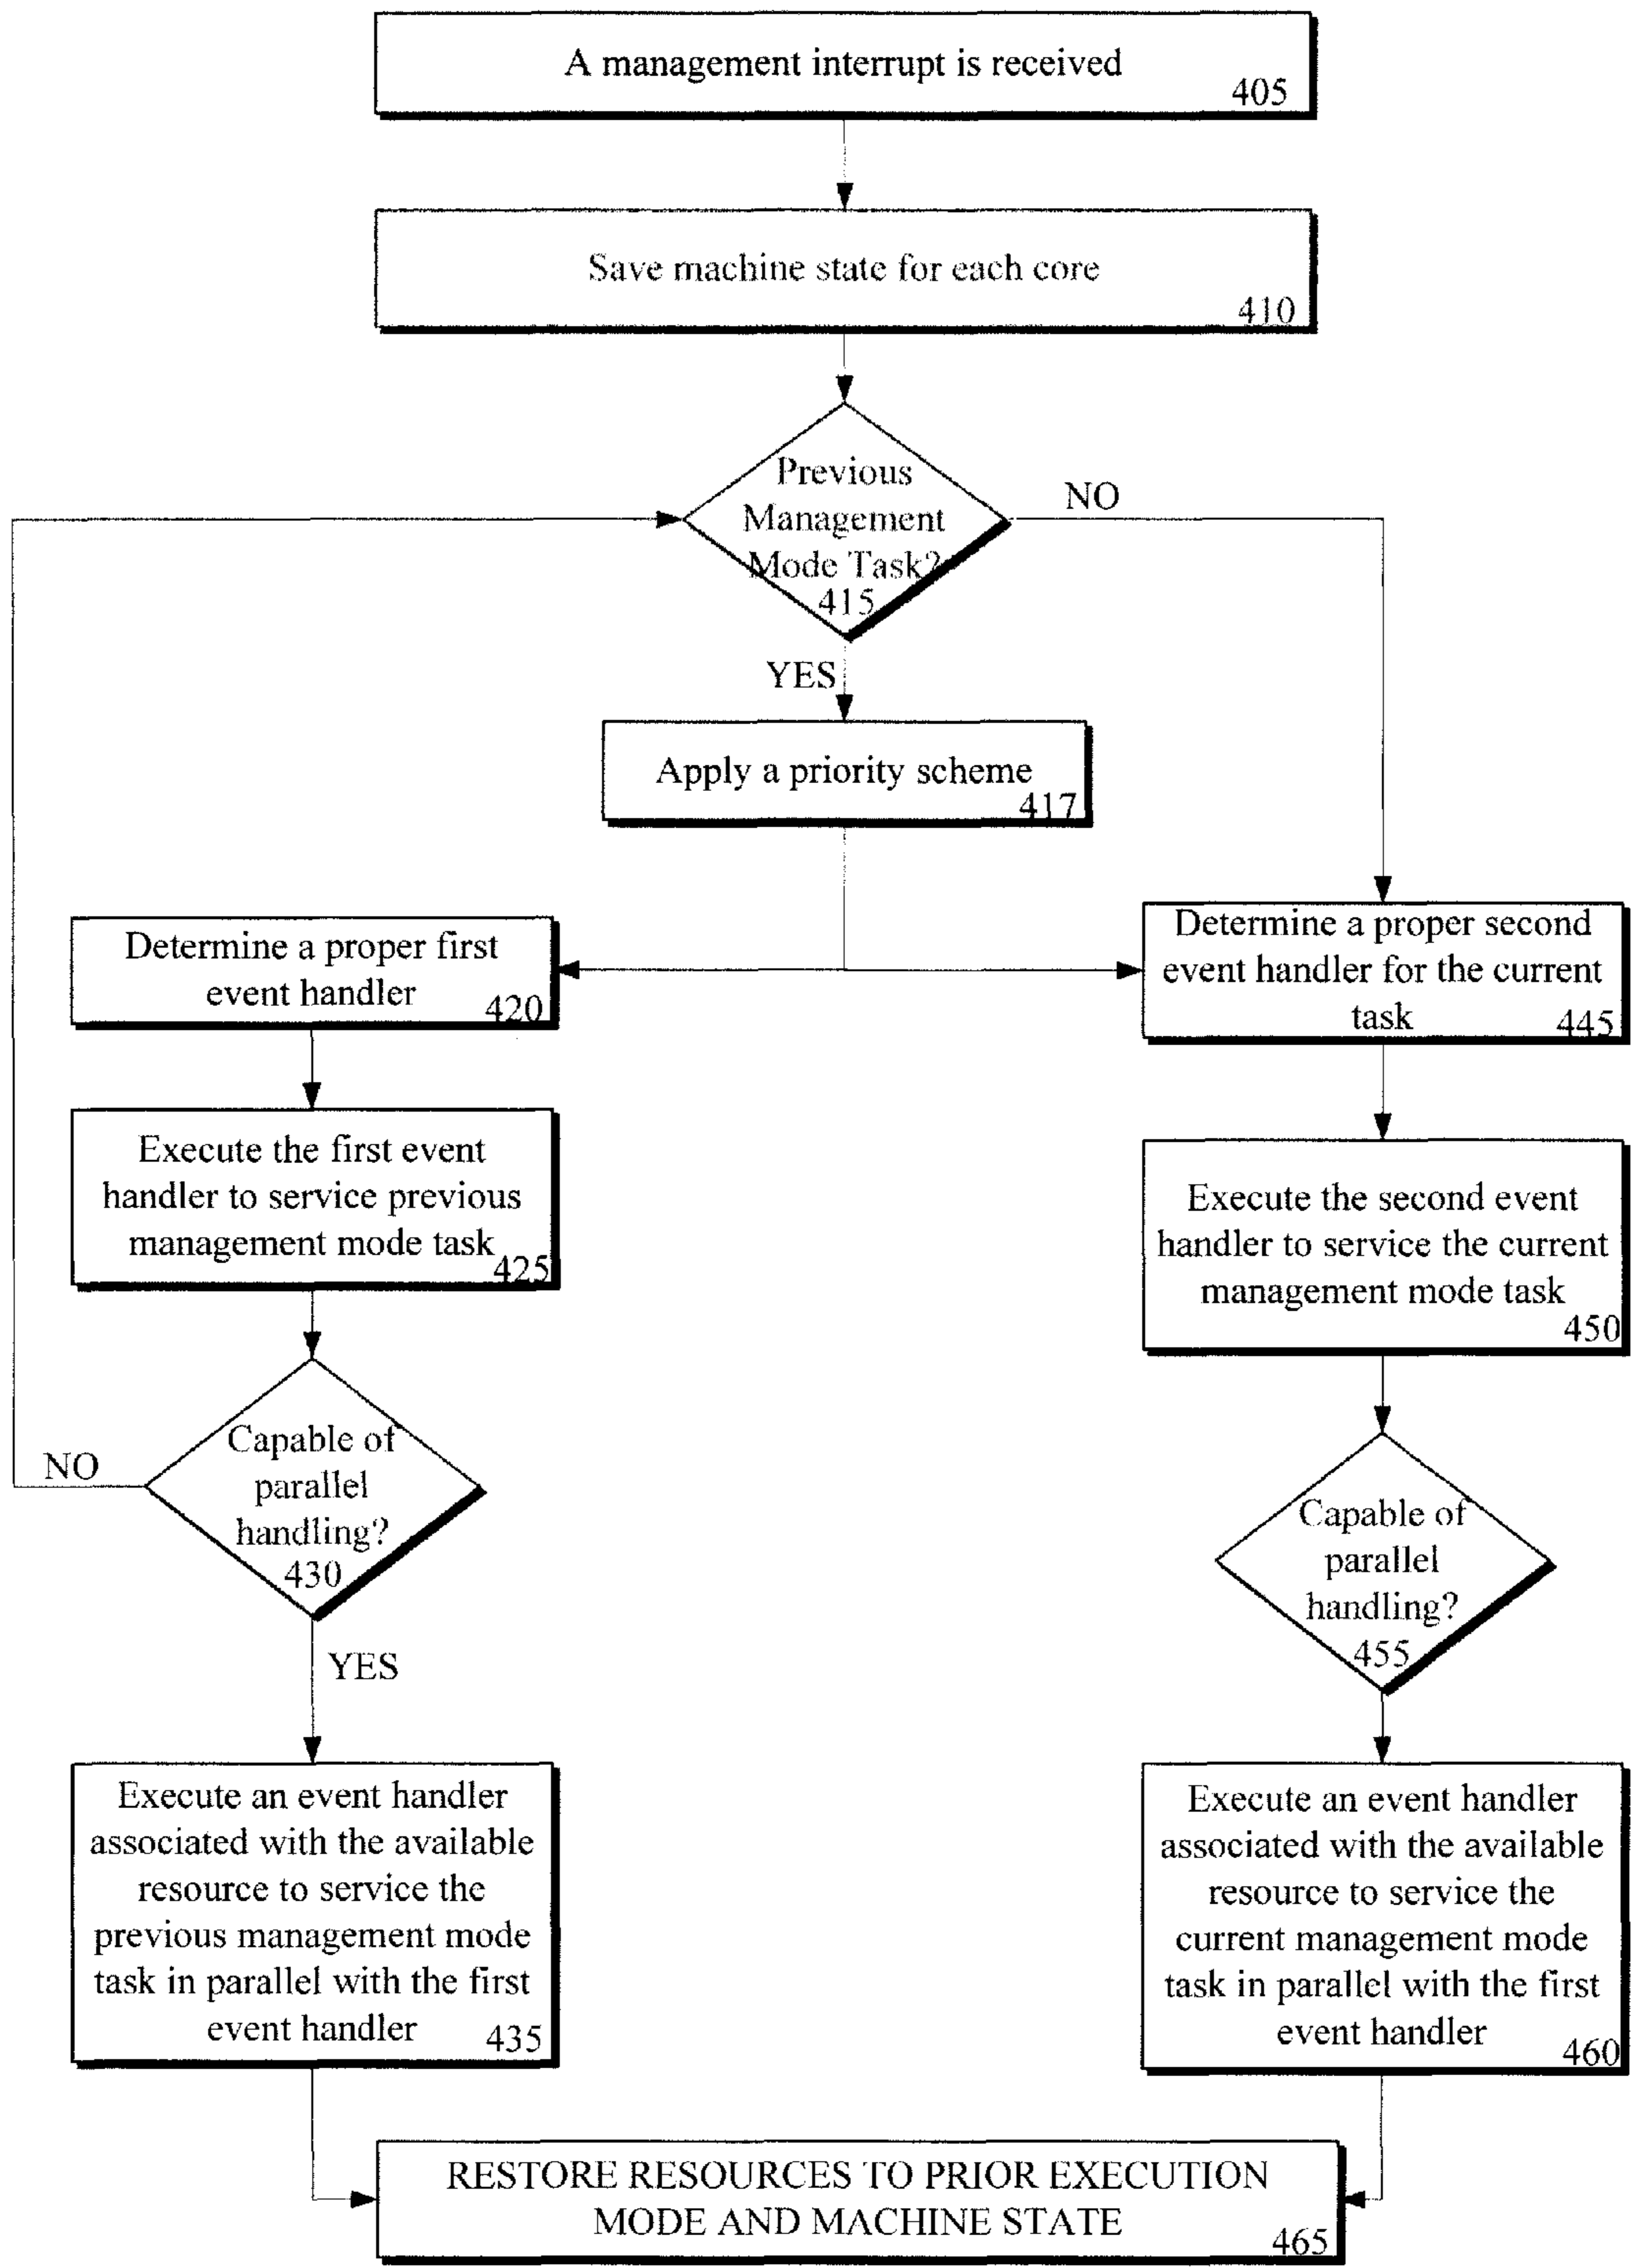 A management interrupt is received
405
Save machine state for each core
410
Previous
Management
Mode Task?
415
NO
YES
Apply a priority scheme
417
Determine a proper first
event handler
420
Determine a proper second
event handler for the current
task
445
Execute the first event
handler to service previous
management mode task
425
Execute the second event
handler to service the current
management mode task
450
Capable of
parallel
handling?
430
NO
YES
Capable of
parallel
handling?
455
Execute an event handler
associated with the available
resource to service the
previous management mode
task in parallel with the first
event handler
435
Execute an event handler
associated with the available
resource to service the
current management mode
task in parallel with the first
event handler
460
RESTORE RESOURCES TO PRIOR EXECUTION
MODE AND MACHINE STATE
465